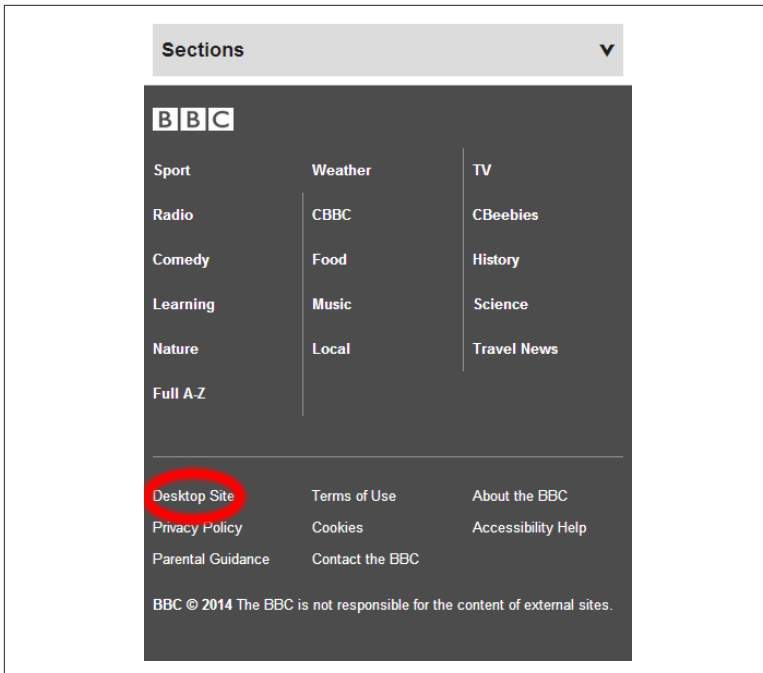 Sections
BBC
Sport Weather TV
Radio CBBC CBeebies
Comedy Food History
Learning Music Science
Nature Local Travel News
Full A-Z
Desktop Site Terms of Use About the BBC
Privacy Policy Cookies Accessibility Help
Parental Guidance Contact the BBC
BBC © 2014 The BBC is not responsible for the content of external sites.